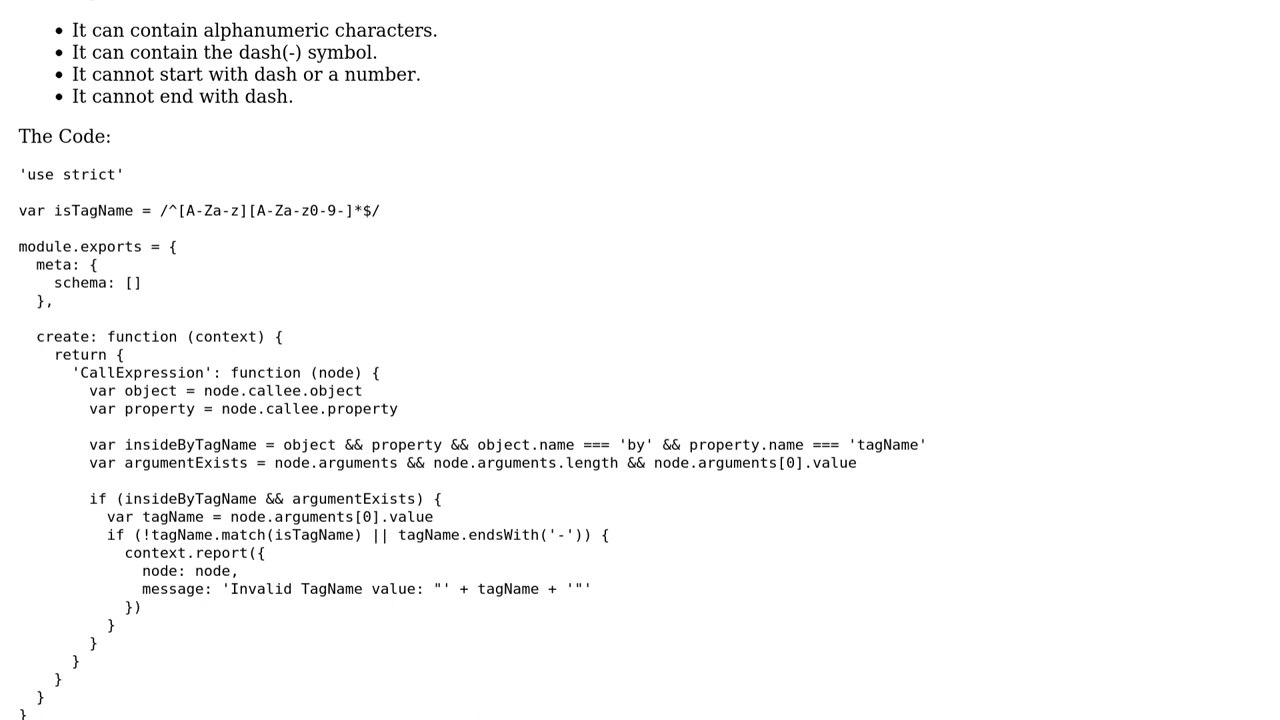 • It can contain alphanumeric characters.
• It can contain the dash(-) symbol.
• It cannot start with dash or a number.
• It cannot end with dash.
The Code:
'use strict'
var isTagName = /^[A-Za-z][A-Za-z0-9-]*$/
module.exports = {
  meta: {
    schema: []
  },
  create: function (context) {
    return {
      'CallExpression': function (node) {
        var object = node.callee.object
        var property = node.callee.property
        var insideByTagName = object && property && object.name === 'by' && property.name === 'tagName'
        var argumentExists = node.arguments && node.arguments.length && node.arguments[0].value
        if (insideByTagName && argumentExists) {
          var tagName = node.arguments[0].value
          if (!tagName.match(isTagName) || tagName.endsWith('-')) {
            context.report({
              node: node,
              message: 'Invalid TagName value: "' + tagName + '"'
            })
          }
        }
      }
    }
  }
}